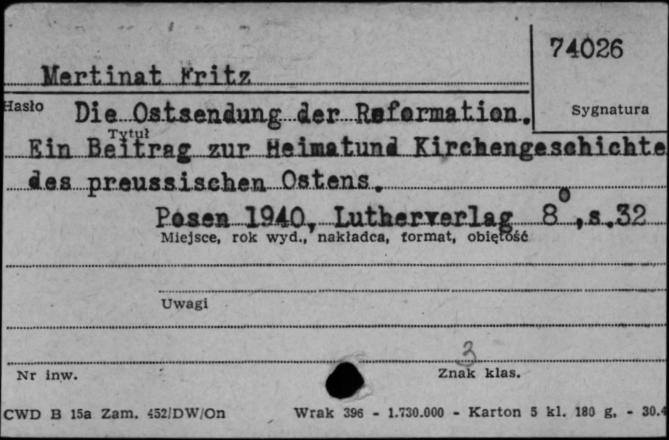 74026
Mertinat Fritz
Hasło Die Ostsendung der Reformation. Sygnatura
Tytuł
Ein Beitrag zur Heimatund Kirchengeschichte
des preussischen Ostens.
Posen 1940, Lutherverlag 8⁰,s.32
Miejsce, rok wyd., nakładca, format, objętość
Uwagi
3
Nr inw. Znak klas.
CWD B 15a Zam. 452/DW/On Wrak 396 - 1.730.000 - Karton 5 kl. 180 g. - 30.4